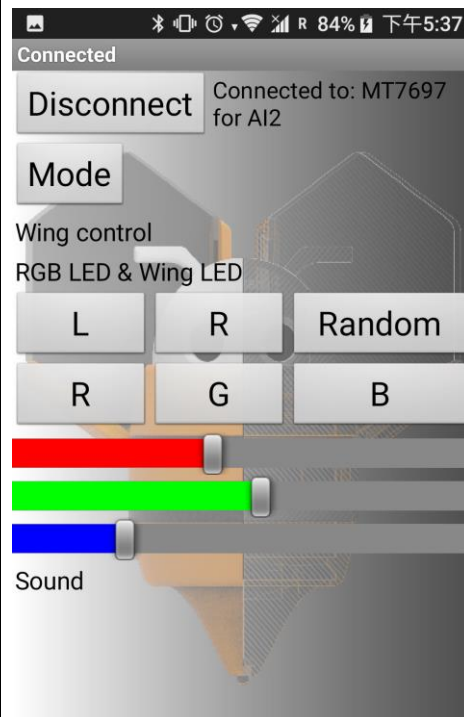 R 84% 下午5:37
Connected
Disconnect
Connected to: MT7697
for AI2
Mode
Wing control
RGB LED & Wing LED
L R Random
R G B
Sound